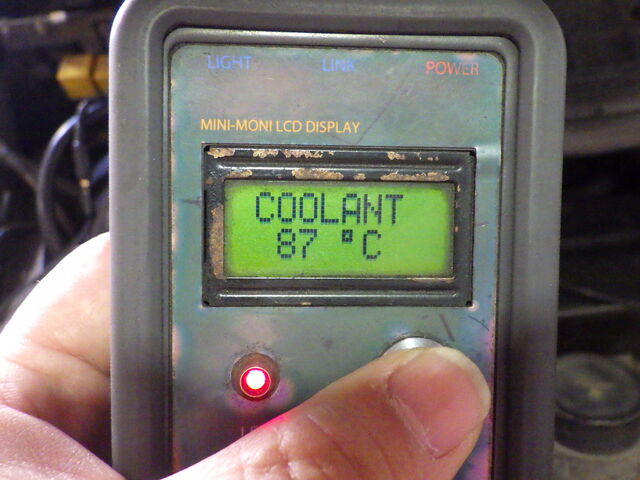 LIGHT LINK POWER
MINI-MONI LCD DISPLAY
COOLANT
87 °C